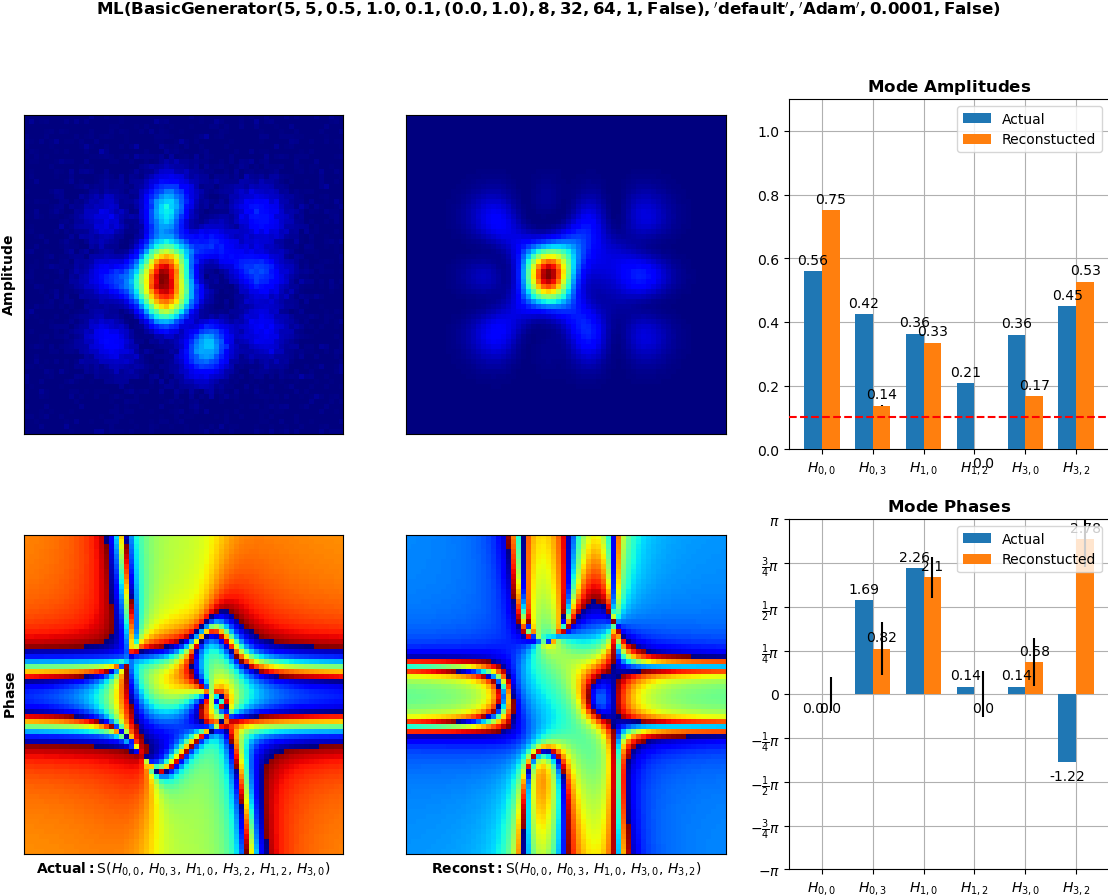 ML(BasicGenerator(5, 5, 0.5, 1.0, 0.1, (0.0, 1.0), 8, 32, 64, 1, False), 'default', 'Adam', 0.0001, False)
Mode Amplitudes
Amplitude
Actual
Reconstucted
1.0
0.8
0.6
0.4
0.2
0.0
0.56
0.75
0.42
0.14
0.36
0.33
0.21
0.0
0.36
0.17
0.45
0.53
H0,0 H0,3 H1,0 H1,2 H3,0 H3,2
Mode Phases
Phase
Actual
Reconstucted
π
3/4π
1/2π
1/4π
0
−1/4π
−1/2π
−3/4π
−π
0.0
0.0
1.69
0.82
2.26
2.1
0.14
0.0
0.14
0.58
-1.22
2.78
H0,0 H0,3 H1,0 H1,2 H3,0 H3,2
Actual: S(H0,0, H0,3, H1,0, H3,2, H1,2, H3,0)
Reconst: S(H0,0, H0,3, H1,0, H3,0, H3,2)